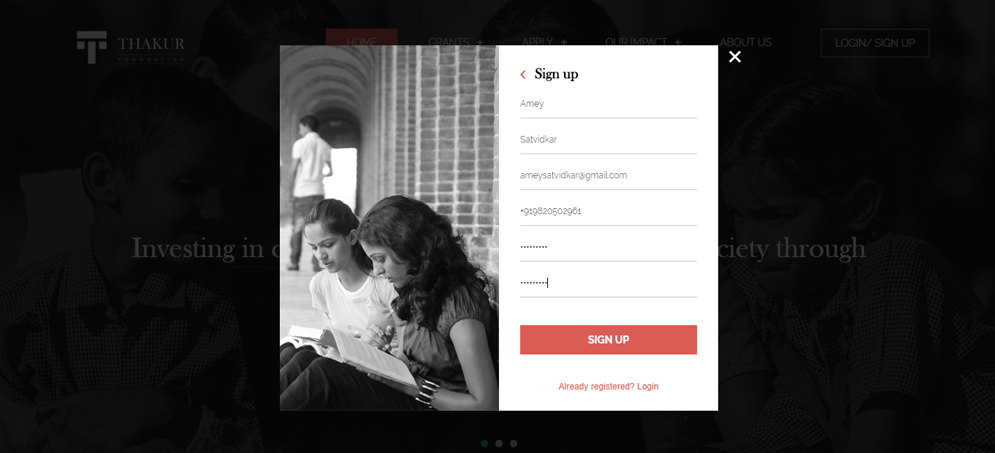 THAKUR
FOUNDATION
HOME
GRANTS +
APPLY +
OUR IMPACT +
ABOUT US
LOGIN/ SIGN UP
Sign up
Amey
Satvidkar
ameysatvidkar@gmail.com
+919820502961
SIGN UP
Already registered? Login
Investing in
ciety through